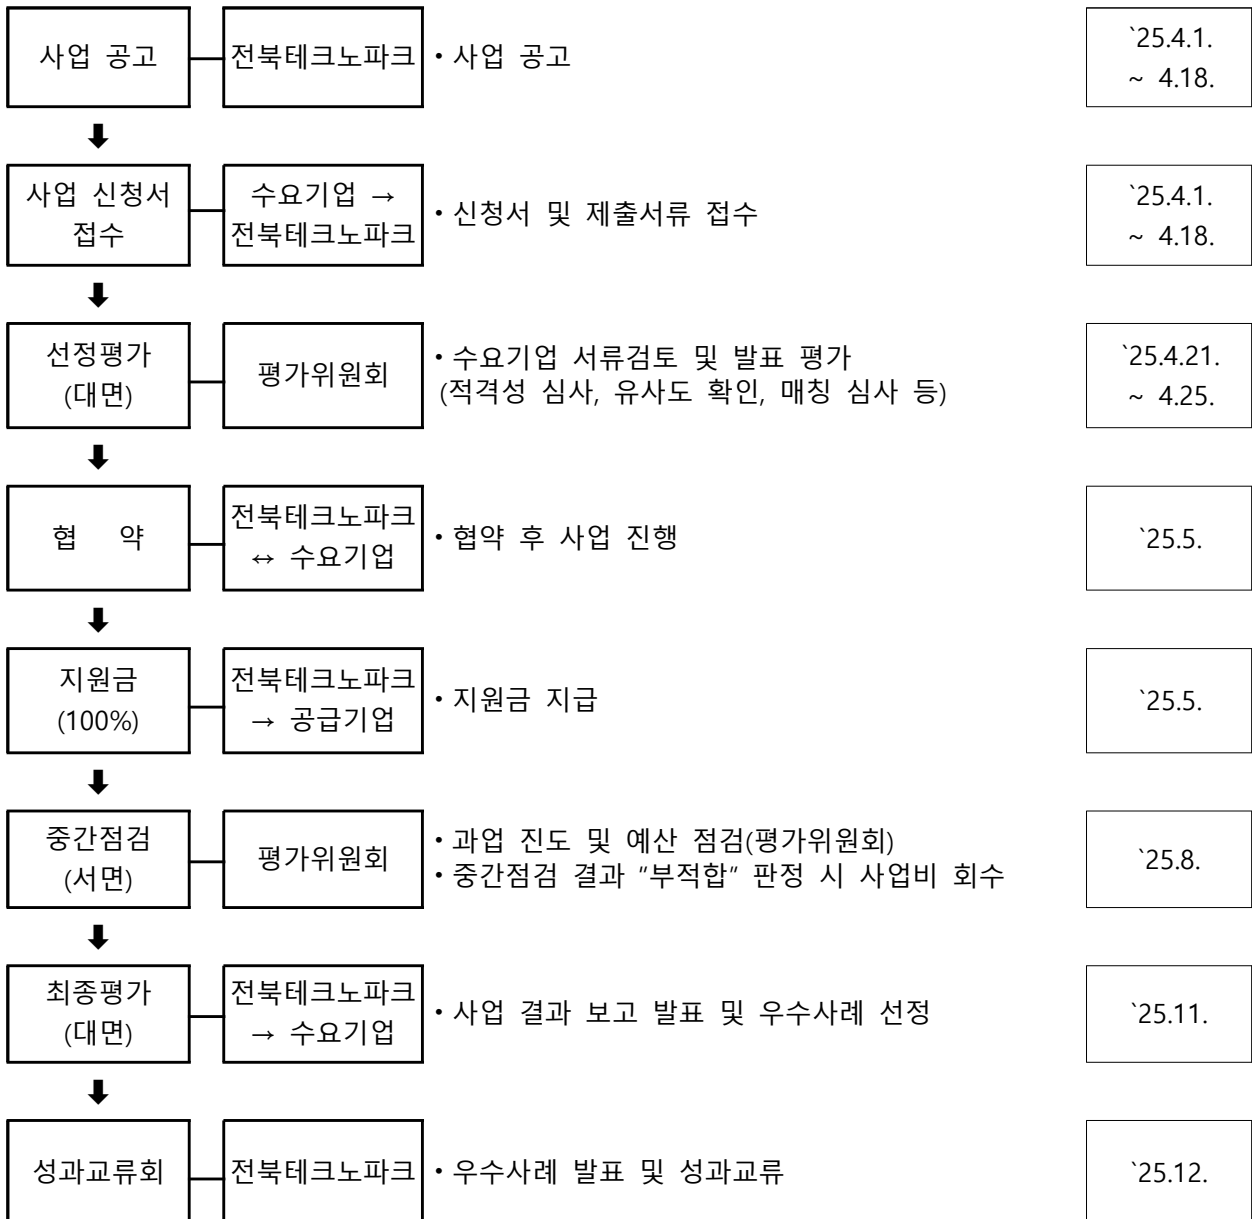 사업 공고
전북테크노파크
• 사업 공고
`25.4.1.
~ 4.18.
사업 신청서
접수
수요기업 →
전북테크노파크
• 신청서 및 제출서류 접수
`25.4.1.
~ 4.18.
선정평가
(대면)
평가위원회
• 수요기업 서류검토 및 발표 평가
(적격성 심사, 유사도 확인, 매칭 심사 등)
`25.4.21.
~ 4.25.
협 약
전북테크노파크
↔ 수요기업
• 협약 후 사업 진행
`25.5.
지원금
(100%)
전북테크노파크
→ 공급기업
• 지원금 지급
`25.5.
중간점검
(서면)
평가위원회
• 과업 진도 및 예산 점검(평가위원회)
• 중간점검 결과 “부적합” 판정 시 사업비 회수
`25.8.
최종평가
(대면)
전북테크노파크
→ 수요기업
• 사업 결과 보고 발표 및 우수사례 선정
`25.11.
성과교류회
전북테크노파크
• 우수사례 발표 및 성과교류
`25.12.